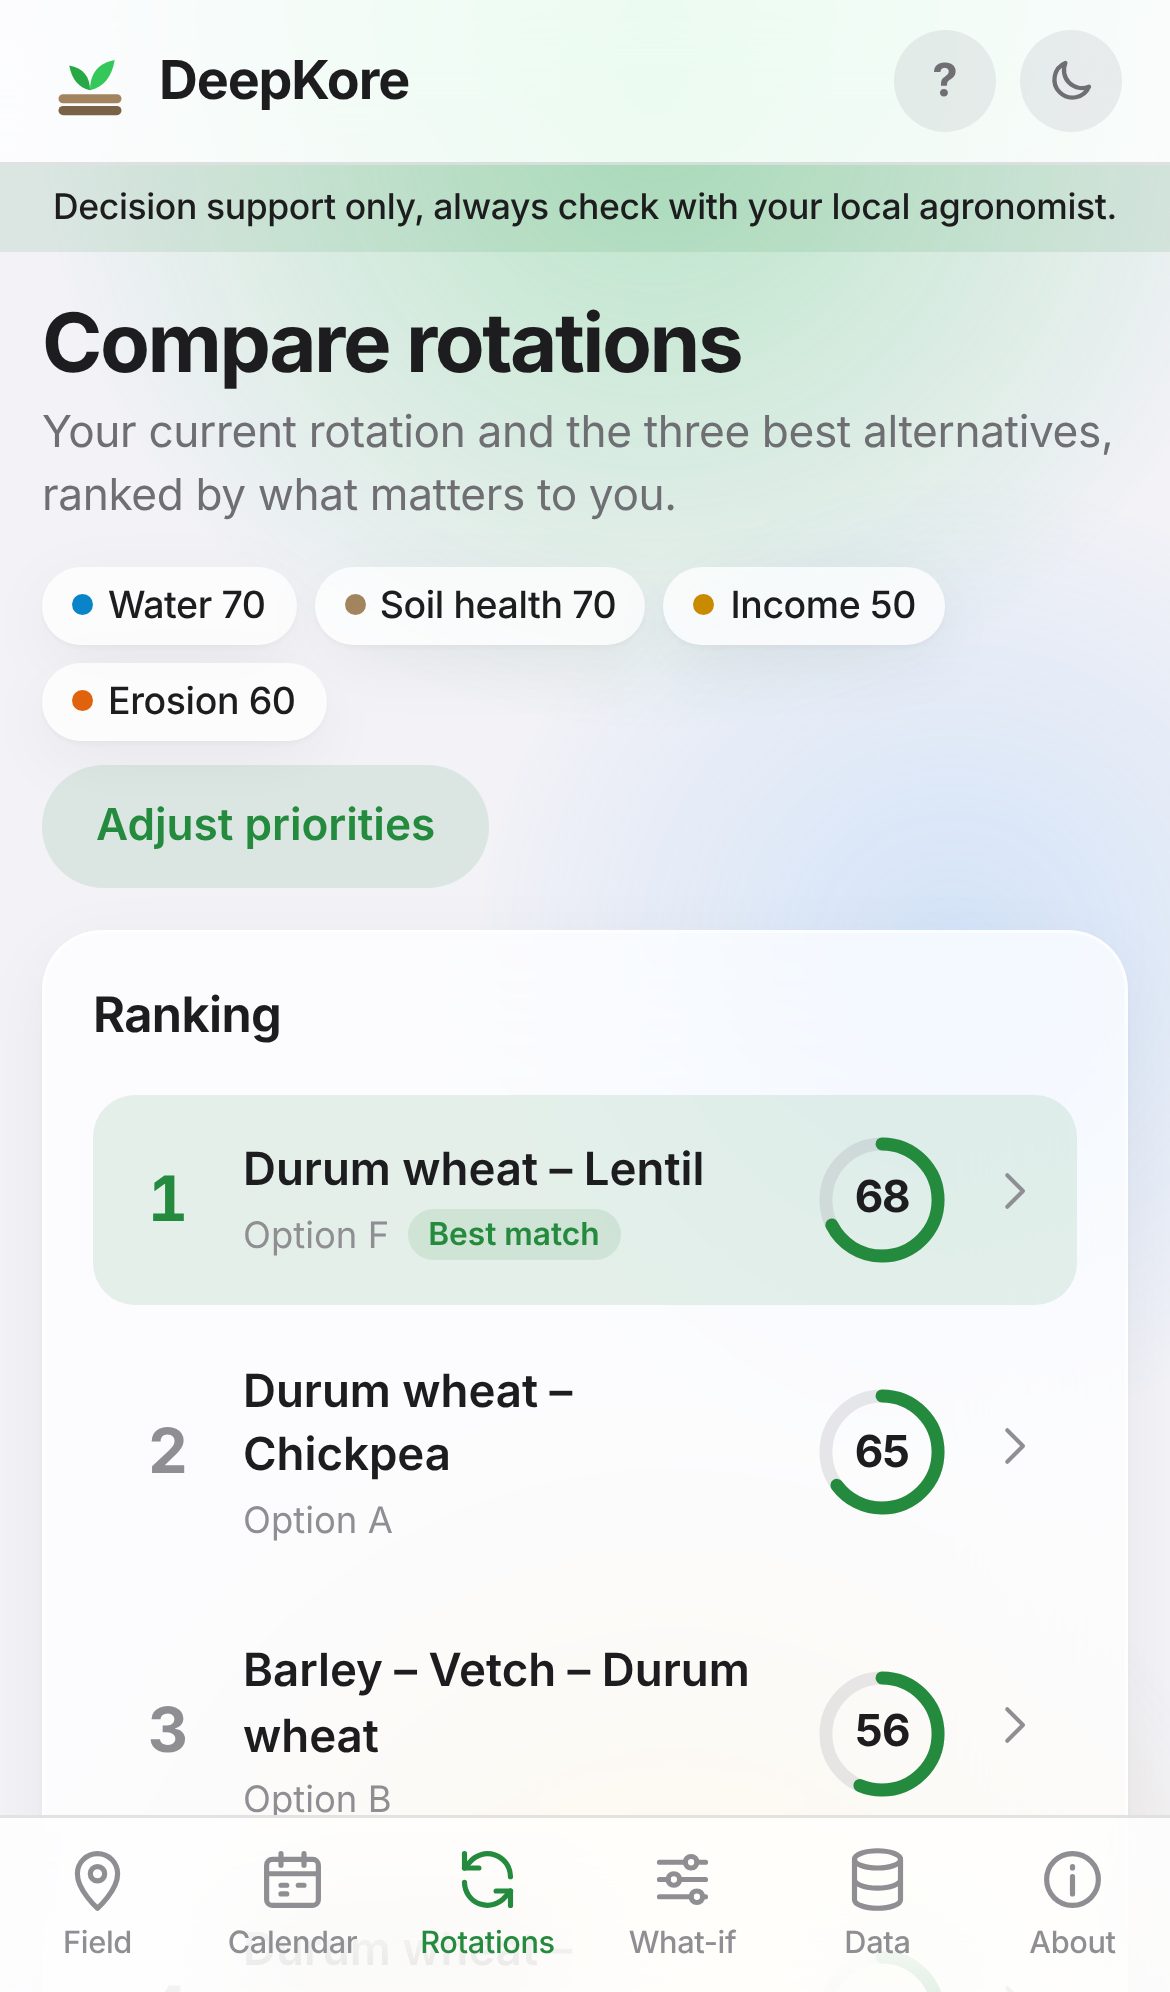 DeepKore
?
Decision support only, always check with your local agronomist.
Compare rotations
Your current rotation and the three best alternatives,
ranked by what matters to you.
Water 70
Soil health 70
Income 50
Erosion 60
Adjust priorities
Ranking
1
Durum wheat – Lentil
Option F
Best match
68
2
Durum wheat –
Chickpea
Option A
65
3
Barley – Vetch – Durum
wheat
Option B
56
Durum wheat –
Field
Calendar
Rotations
What-if
Data
About